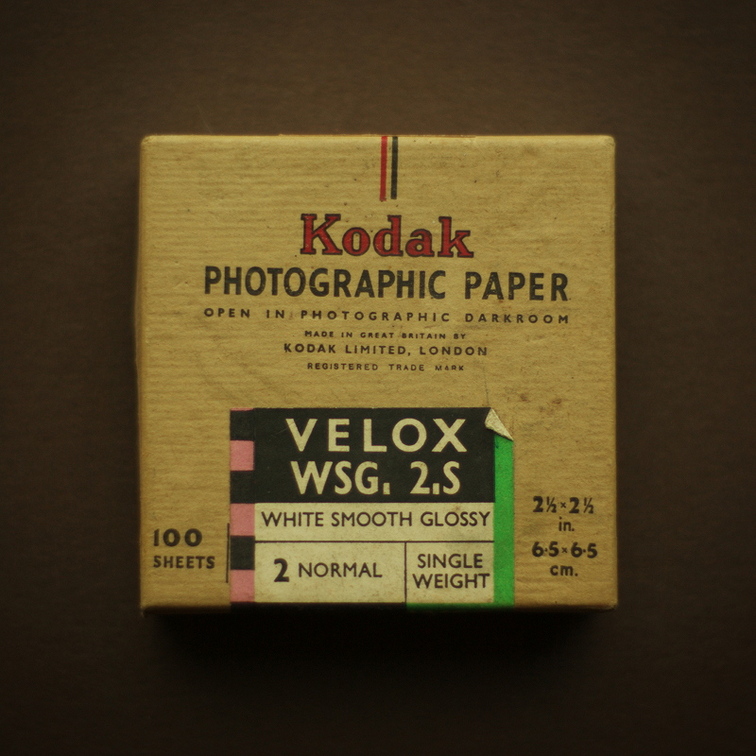 Kodak
PHOTOGRAPHIC PAPER
OPEN IN PHOTOGRAPHIC DARKROOM
MADE IN GREAT BRITAIN BY
KODAK LIMITED, LONDON
REGISTERED TRADE MARK
VELOX
WSG. 2.S
WHITE SMOOTH GLOSSY
2 NORMAL
SINGLE
WEIGHT
100
SHEETS
2½×2½
in.
6·5×6·5
cm.